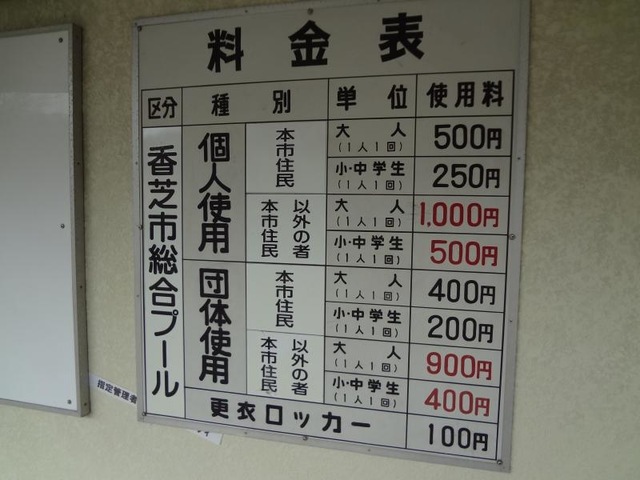 料金表
区分 種別 単位 使用料
香芝市総合プール
個人使用
本市住民
大人
(1人1回)
500円
小・中学生
(1人1回)
250円
本市住民
以外の者
大人
(1人1回)
1,000円
小・中学生
(1人1回)
500円
団体使用
本市住民
大人
(1人1回)
400円
小・中学生
(1人1回)
200円
本市住民
以外の者
大人
(1人1回)
900円
小・中学生
(1人1回)
400円
更衣ロッカー 100円
指定管理者